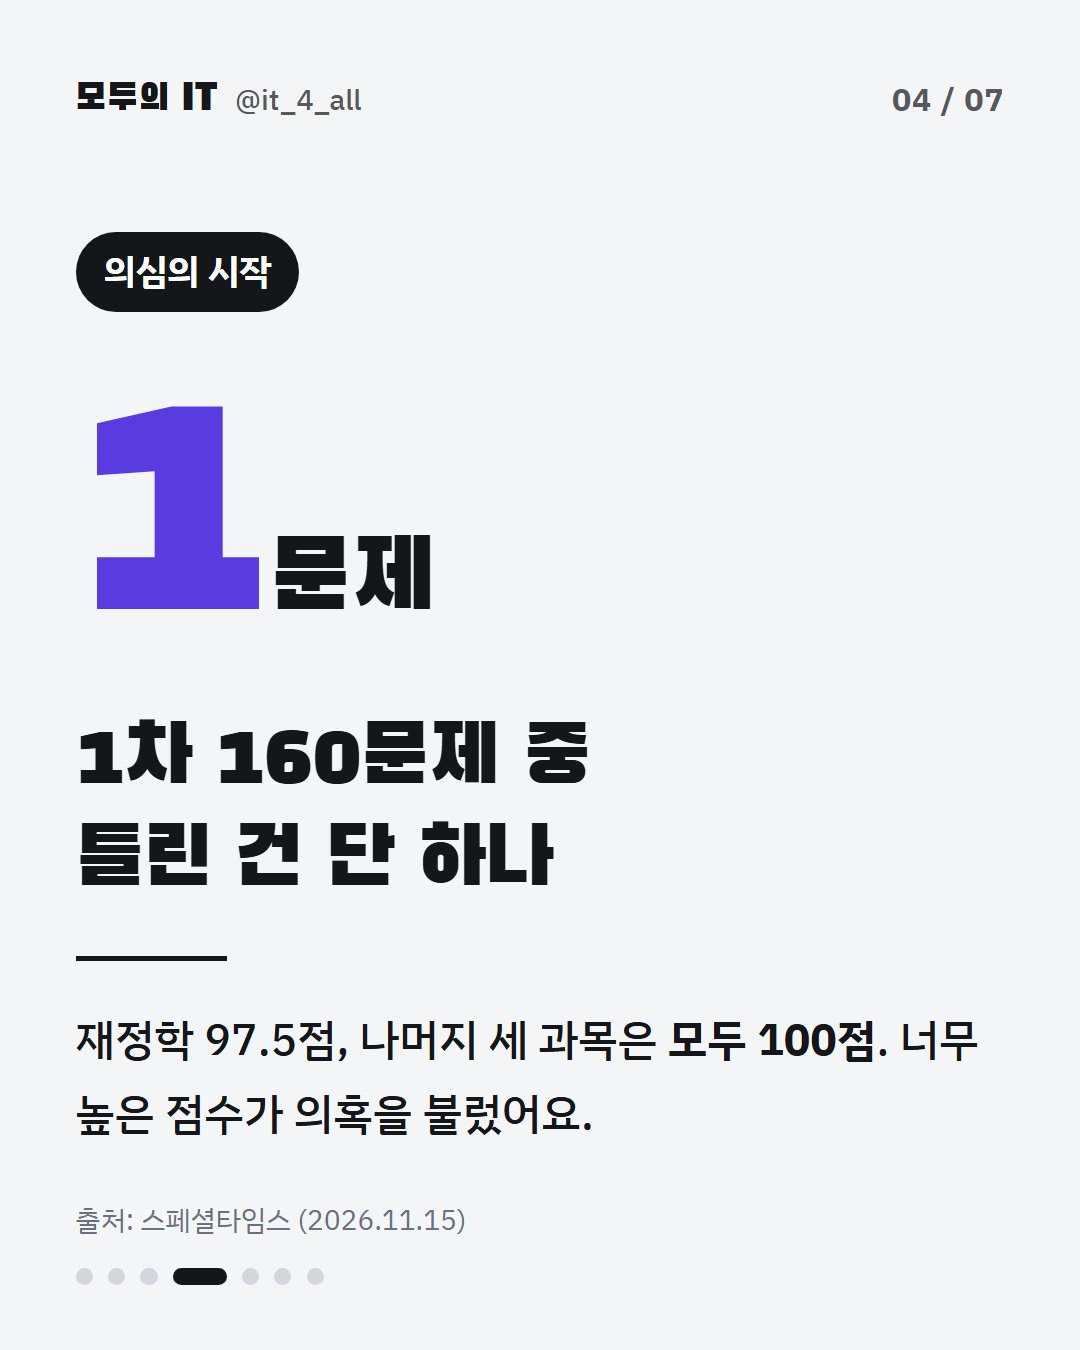 모두의 IT @it_4_all
04 / 07
의심의 시작
1문제
1차 160문제 중
들린 건 단 하나
재정학 97.5점, 나머지 세 과목은 모두 100점. 너무
높은 점수가 의혹을 불렀어요.
출처: 스페셜타임스 (2026.11.15)